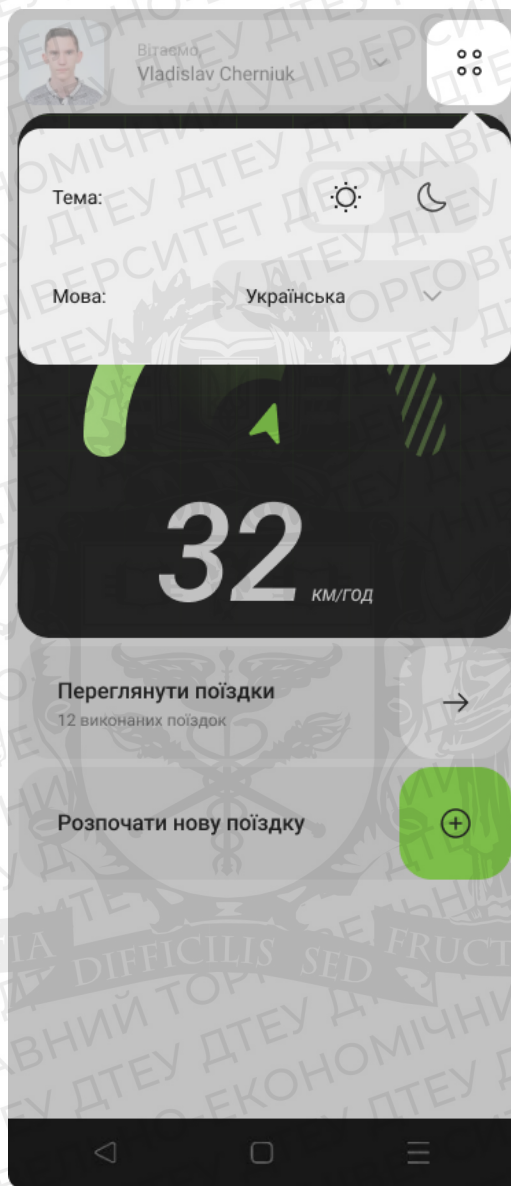 Вітаємо,
Vladislav Cherniuk
Тема:
Мова:
Українська
32 КМ/ГОД
Переглянути поїздки
12 виконаних поїздок
Розпочати нову поїздку
DIFFICILIS SED FRUCT